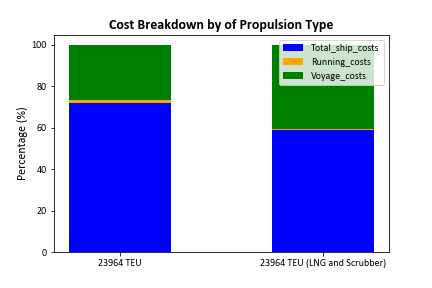 Cost Breakdown by of Propulsion Type
Total_ship_costs
Running_costs
Voyage_costs
Percentage (%)
100
80
60
40
20
0
23964 TEU
23964 TEU (LNG and Scrubber)